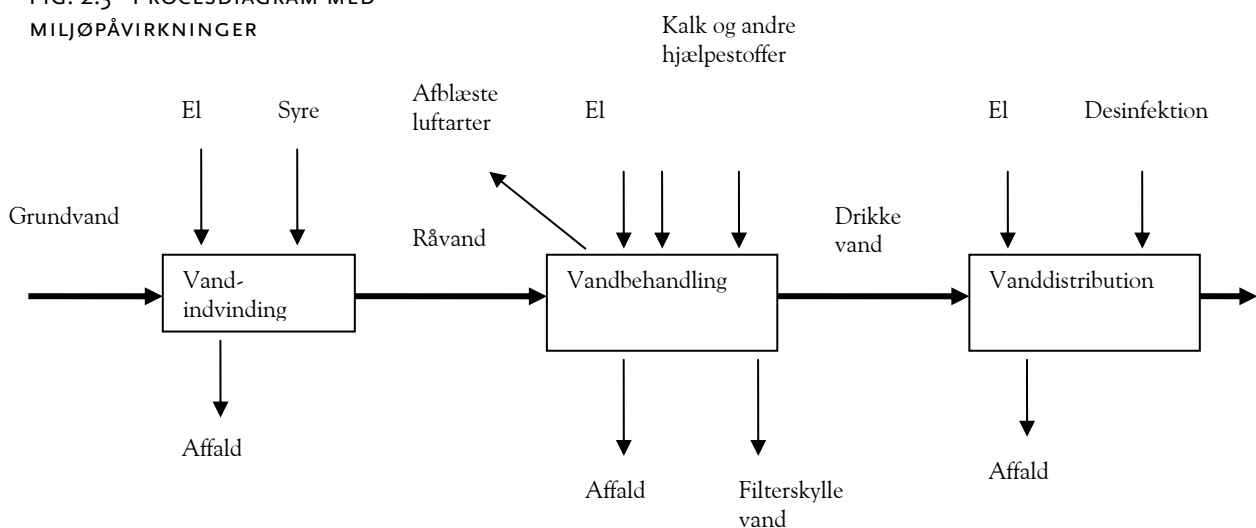 FIG. 2.3 PROCESDIAGRAM MED
MILJØPÅVIRKNINGER
Kalk og andre
hjælpestoffer
El
Syre
Afblæste
luftarter
El
El
Desinfektion
Grundvand
Råvand
Drikke
vand
Vand-
indvinding
Vandbehandling
Vanddistribution
Affald
Affald
Filterskylle
vand
Affald